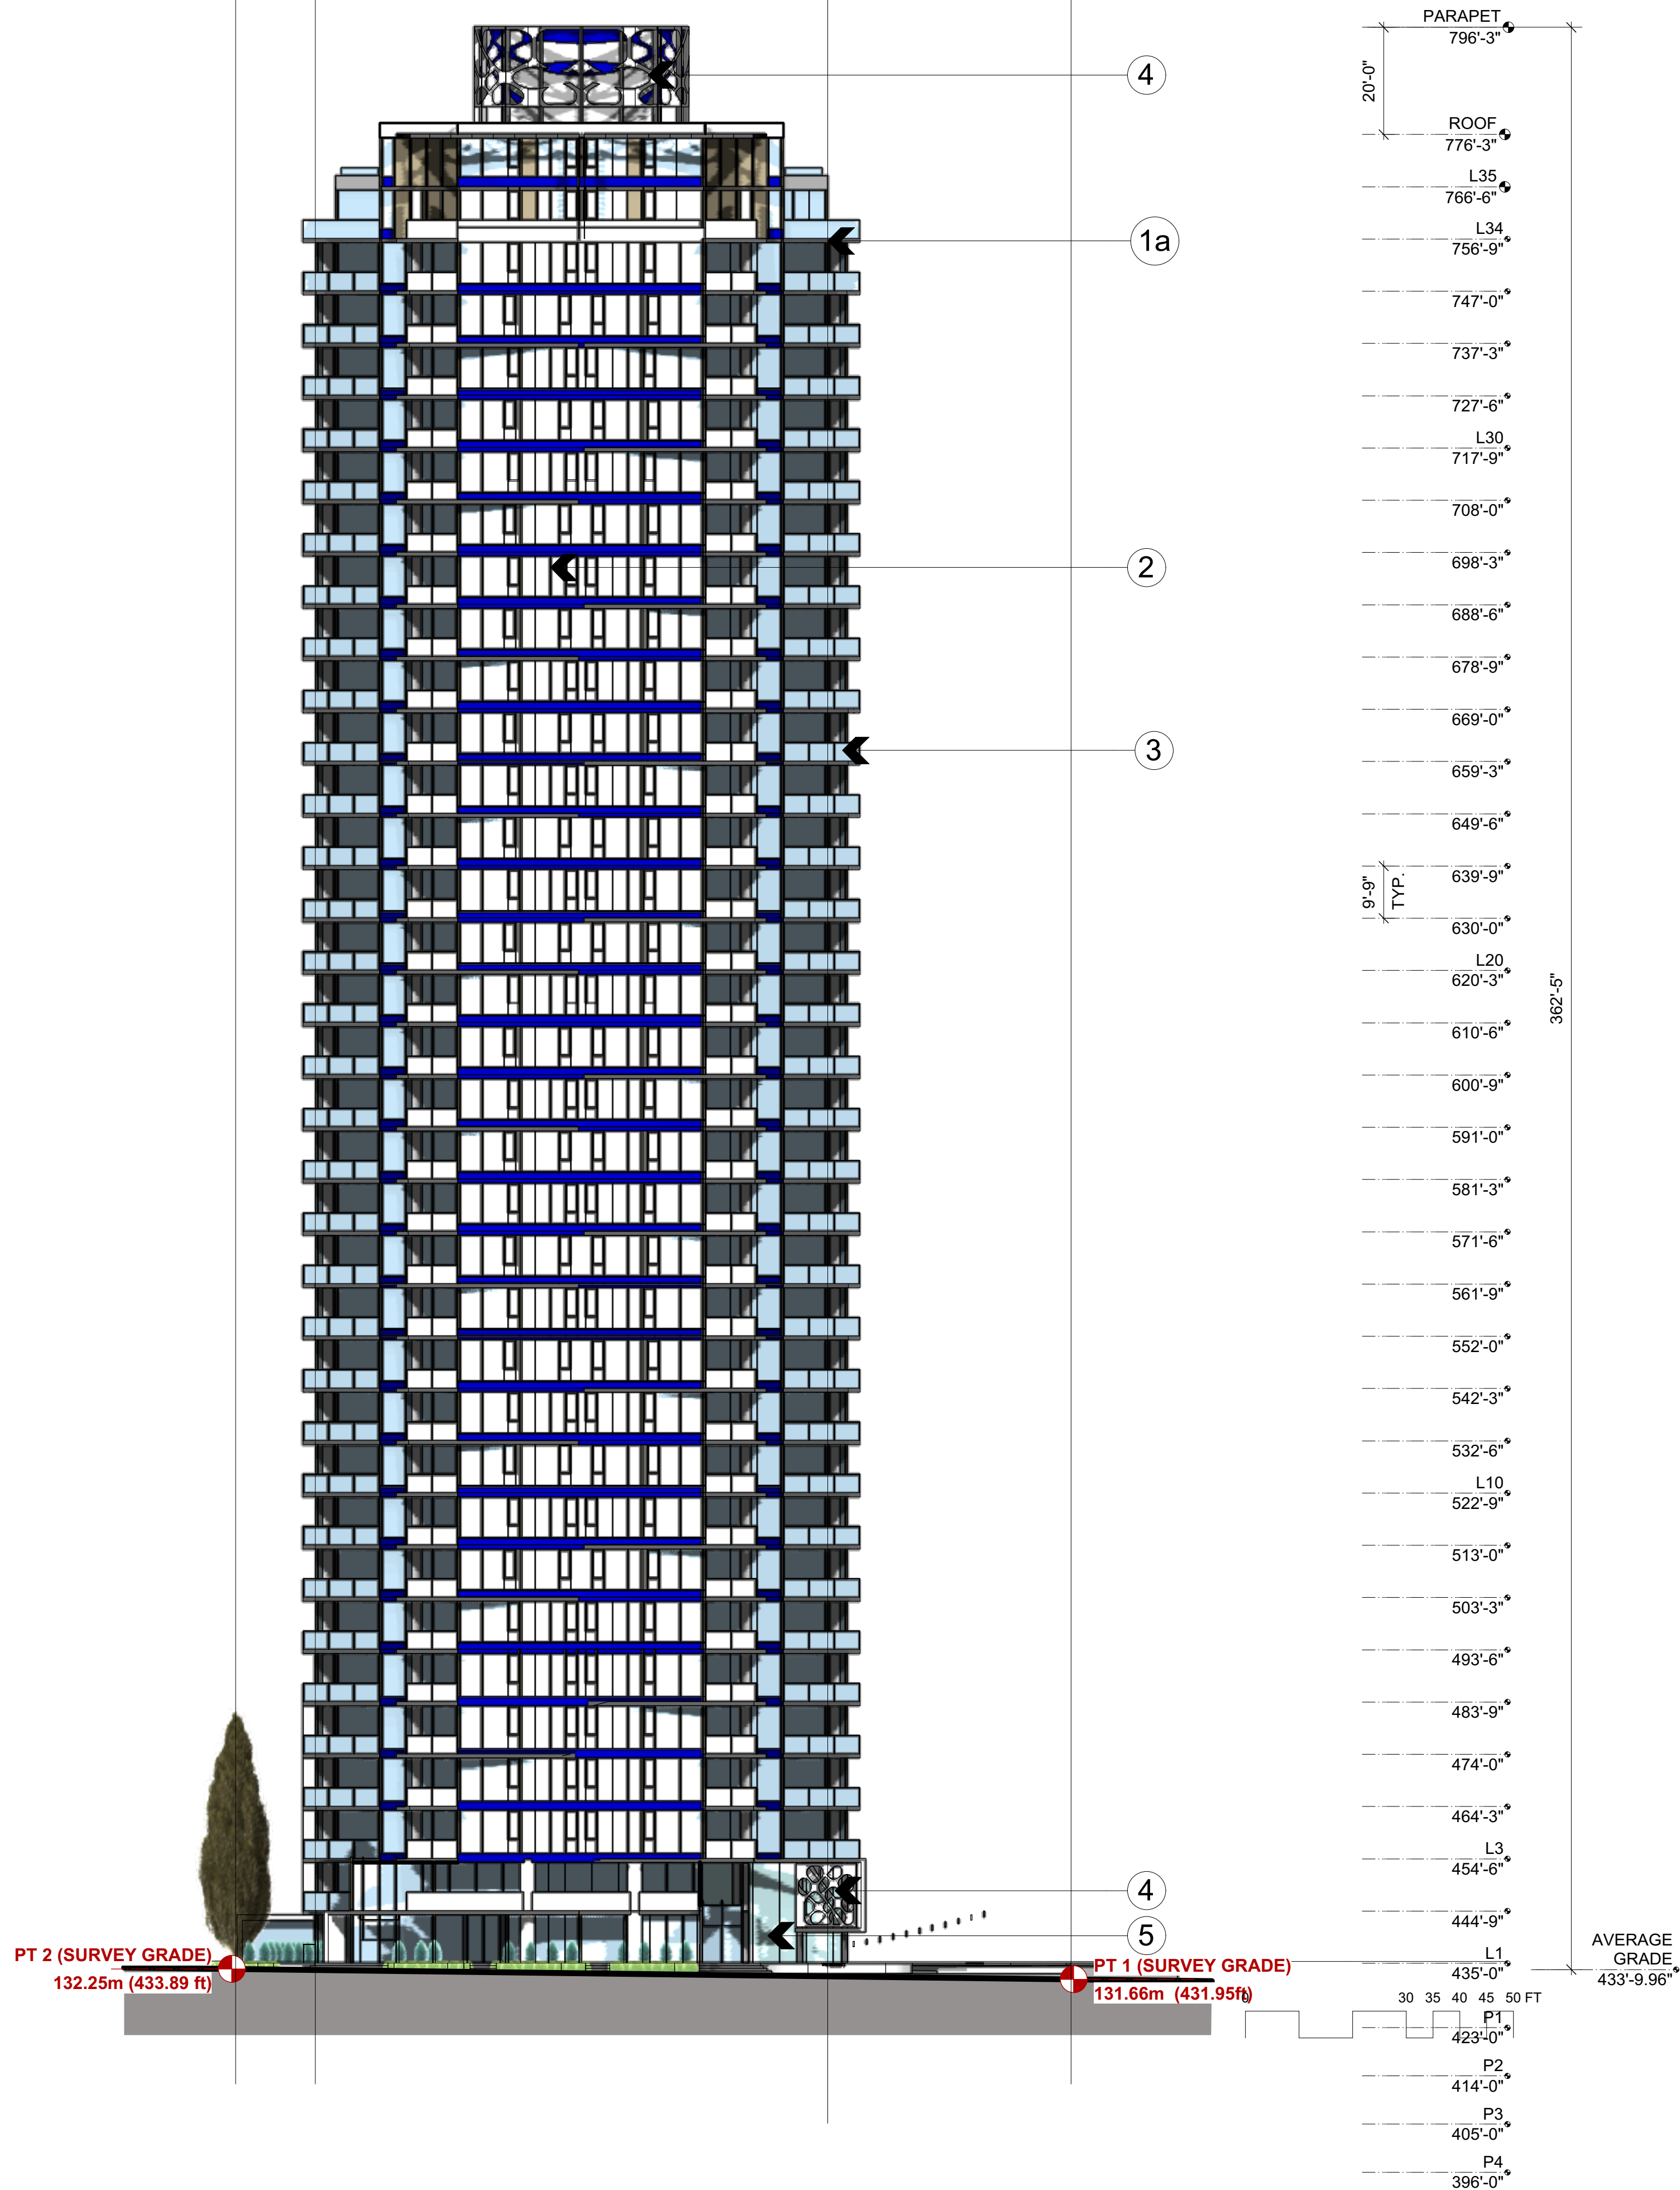 PARAPET
796'-3"
4
20'-0"
ROOF
776'-3"
L35
766'-6"
L34
756'-9"
1a
747'-0"
737'-3"
727'-6"
L30
717'-9"
708'-0"
698'-3"
2
688'-6"
678'-9"
669'-0"
3
659'-3"
649'-6"
639'-9"
9'-9"
TYP.
630'-0"
L20
620'-3"
362'-5"
610'-6"
600'-9"
591'-0"
581'-3"
571'-6"
561'-9"
552'-0"
542'-3"
532'-6"
L10
522'-9"
513'-0"
503'-3"
493'-6"
483'-9"
474'-0"
464'-3"
L3
454'-6"
4
444'-9"
5
AVERAGE
GRADE
433'-9.96"
L1
435'-0"
PT 2 (SURVEY GRADE)
132.25m (433.89 ft)
PT 1 (SURVEY GRADE)
131.66m (431.95ft)
0 30 35 40 45 50 FT
P1
423'-0"
P2
414'-0"
P3
405'-0"
P4
396'-0"